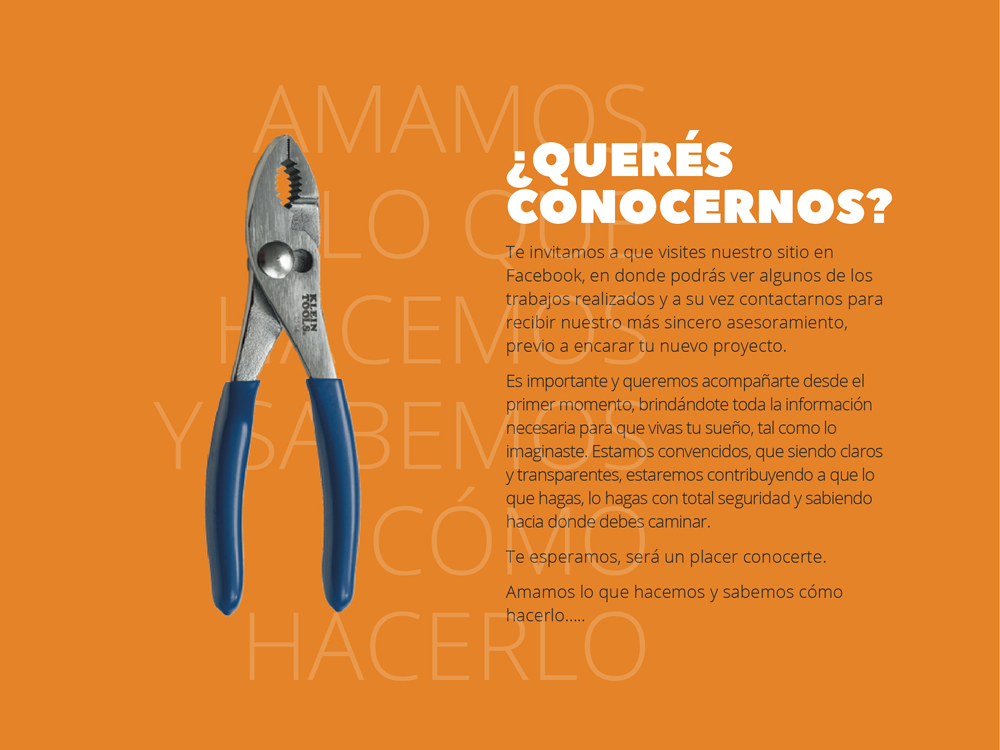 AMAMOS
LO QUE
HACEMOS
Y SABEMOS
CÓMO
HACERLO
KLEIN
TOOLS
¿QUERÉS
CONOCERNOS?
Te invitamos a que visites nuestro sitio en
Facebook, en donde podrás ver algunos de los
trabajos realizados y a su vez contactarnos para
recibir nuestro más sincero asesoramiento,
previo a encarar tu nuevo proyecto.
Es importante y queremos acompañarte desde el
primer momento, brindándote toda la información
necesaria para que vivas tu sueño, tal como lo
imaginaste. Estamos convencidos, que siendo claros
y transparentes, estaremos contribuyendo a que lo
que hagas, lo hagas con total seguridad y sabiendo
hacia donde debes caminar.
Te esperamos, será un placer conocerte.
Amamos lo que hacemos y sabemos cómo
hacerlo.....